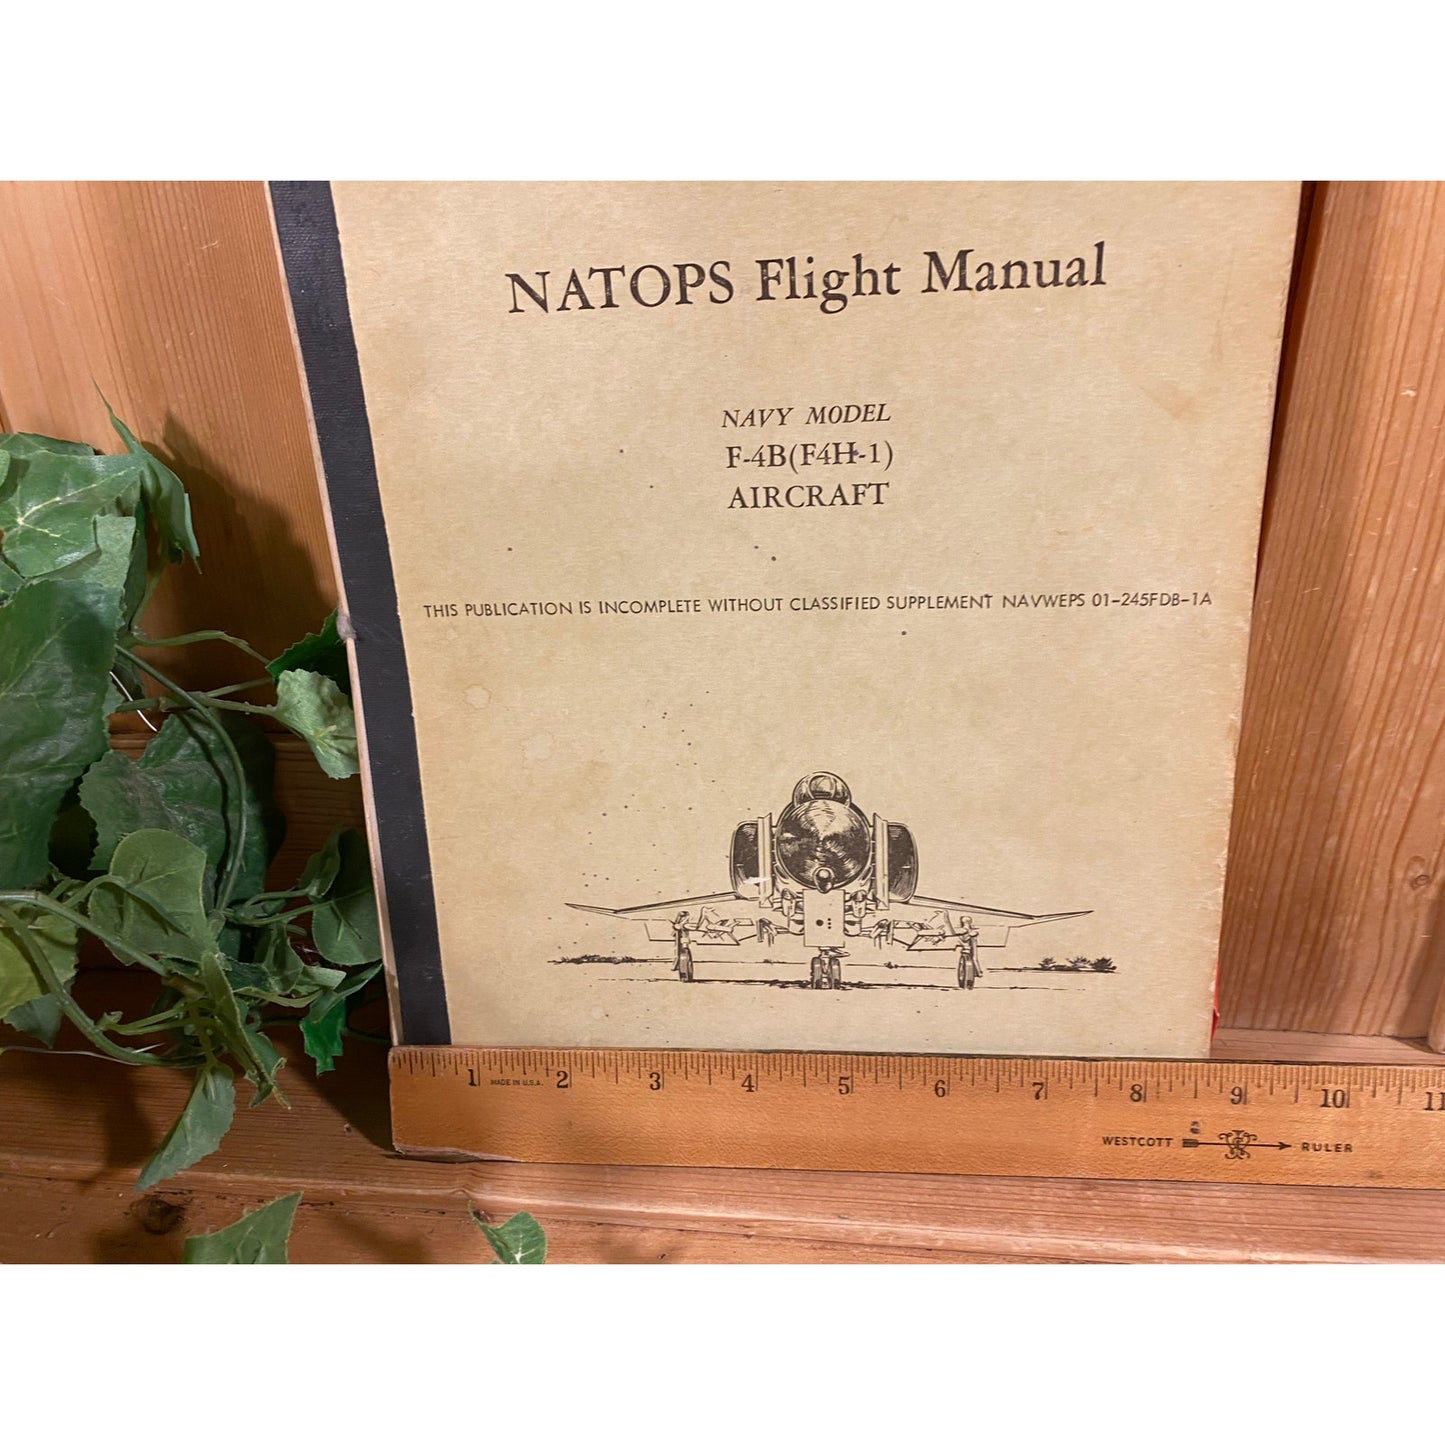 NATOPS Flight Manual
NAVY MODEL
F-4B(F4H-1)
AIRCRAFT
THIS PUBLICATION IS INCOMPLETE WITHOUT CLASSIFIED SUPPLEMENT NAVWEPS 01-245FDB-1A
1 MADE IN U.S.A. 2 3 4 5 6 7 8 9 10 11
WESTCOTT RULER